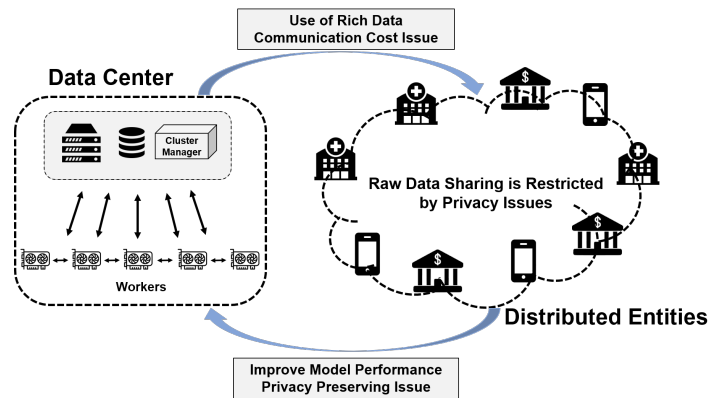 Use of Rich Data
Communication Cost Issue
Data Center
Cluster
Manager
Workers
$
Raw Data Sharing is Restricted
by Privacy Issues
$
$
Distributed Entities
Improve Model Performance
Privacy Preserving Issue